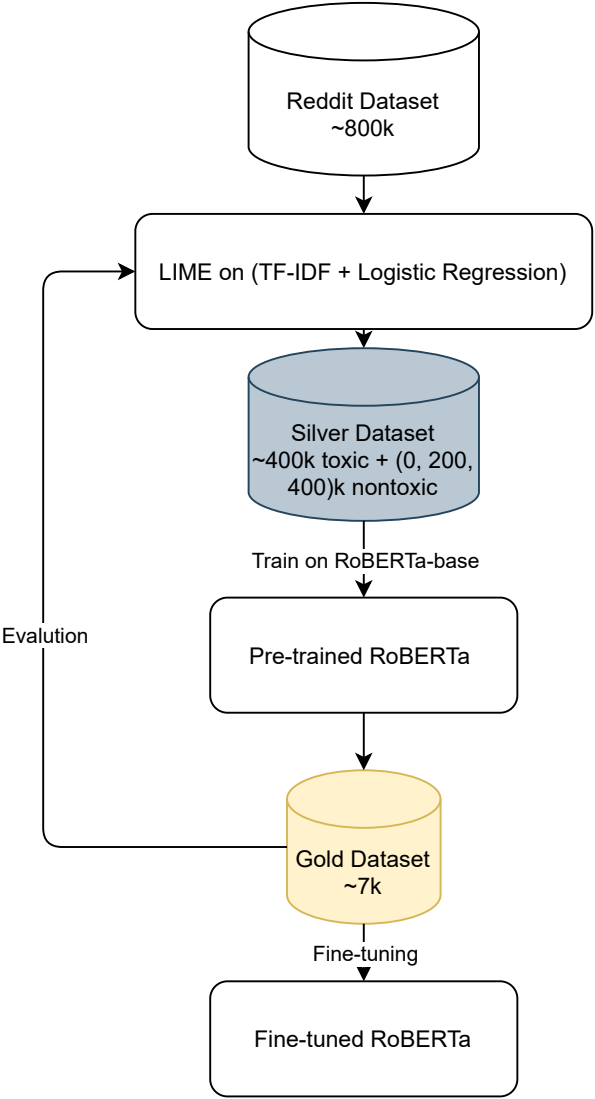 Reddit Dataset
~800k
LIME on (TF-IDF + Logistic Regression)
Silver Dataset
~400k toxic + (0, 200,
400)k nontoxic
Train on RoBERTa-base
Evalution
Pre-trained RoBERTa
Gold Dataset
~7k
Fine-tuning
Fine-tuned RoBERTa